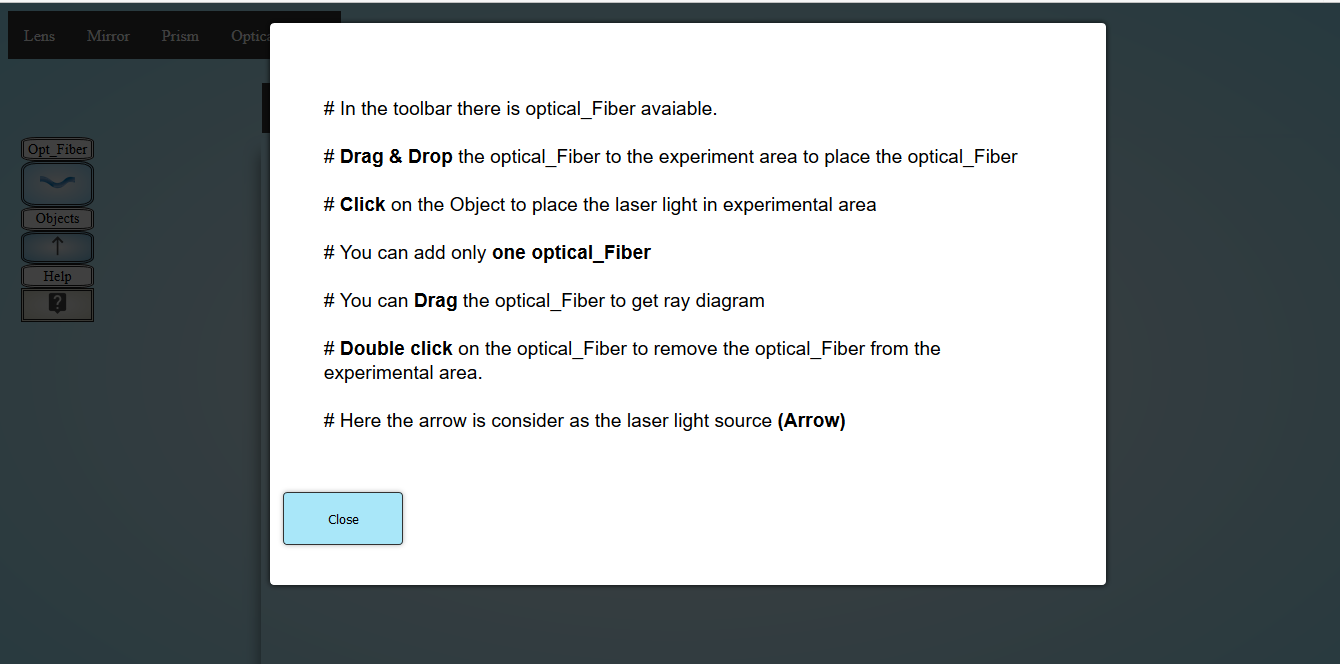 Lens Mirror Prism
# In the toolbar there is optical_Fiber avaiable.
# Drag & Drop the optical_Fiber to the experiment area to place the optical_Fiber
# Click on the Object to place the laser light in experimental area
# You can add only one optical_Fiber
# You can Drag the optical_Fiber to get ray diagram
# Double click on the optical_Fiber to remove the optical_Fiber from the
experimental area.
# Here the arrow is consider as the laser light source (Arrow)
Close
Opt_Fiber
Objects
Help
?